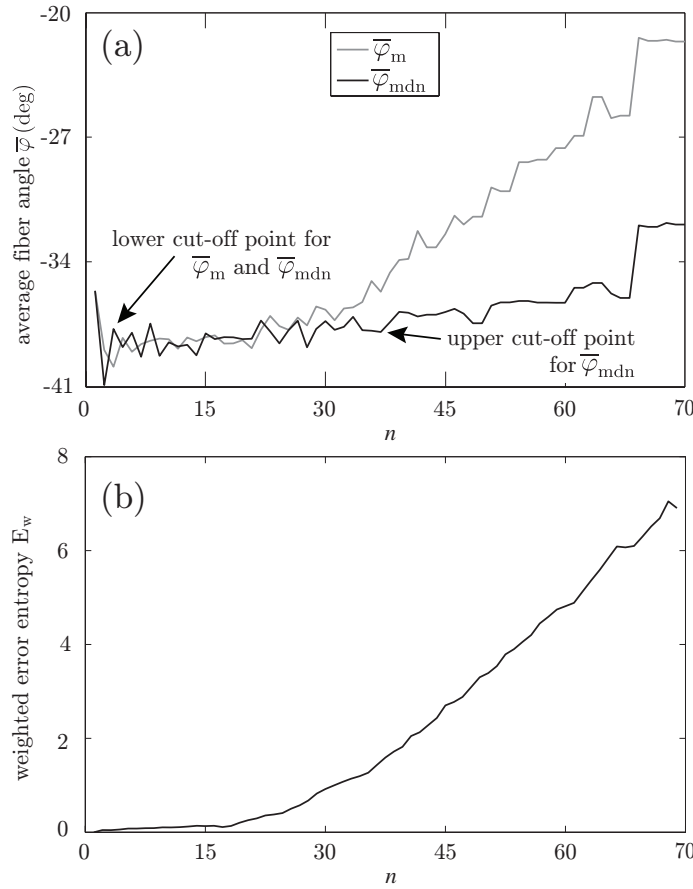 -20
(a)
φ̅m
φ̅mdn
-27
-34
-41
average fiber angle φ̅ (deg)
lower cut-off point for
φ̅m and φ̅mdn
upper cut-off point
for φ̅mdn
0 15 30 45 60 70
n
8
(b)
6
4
2
0
weighted error entropy Ew
0 15 30 45 60 70
n